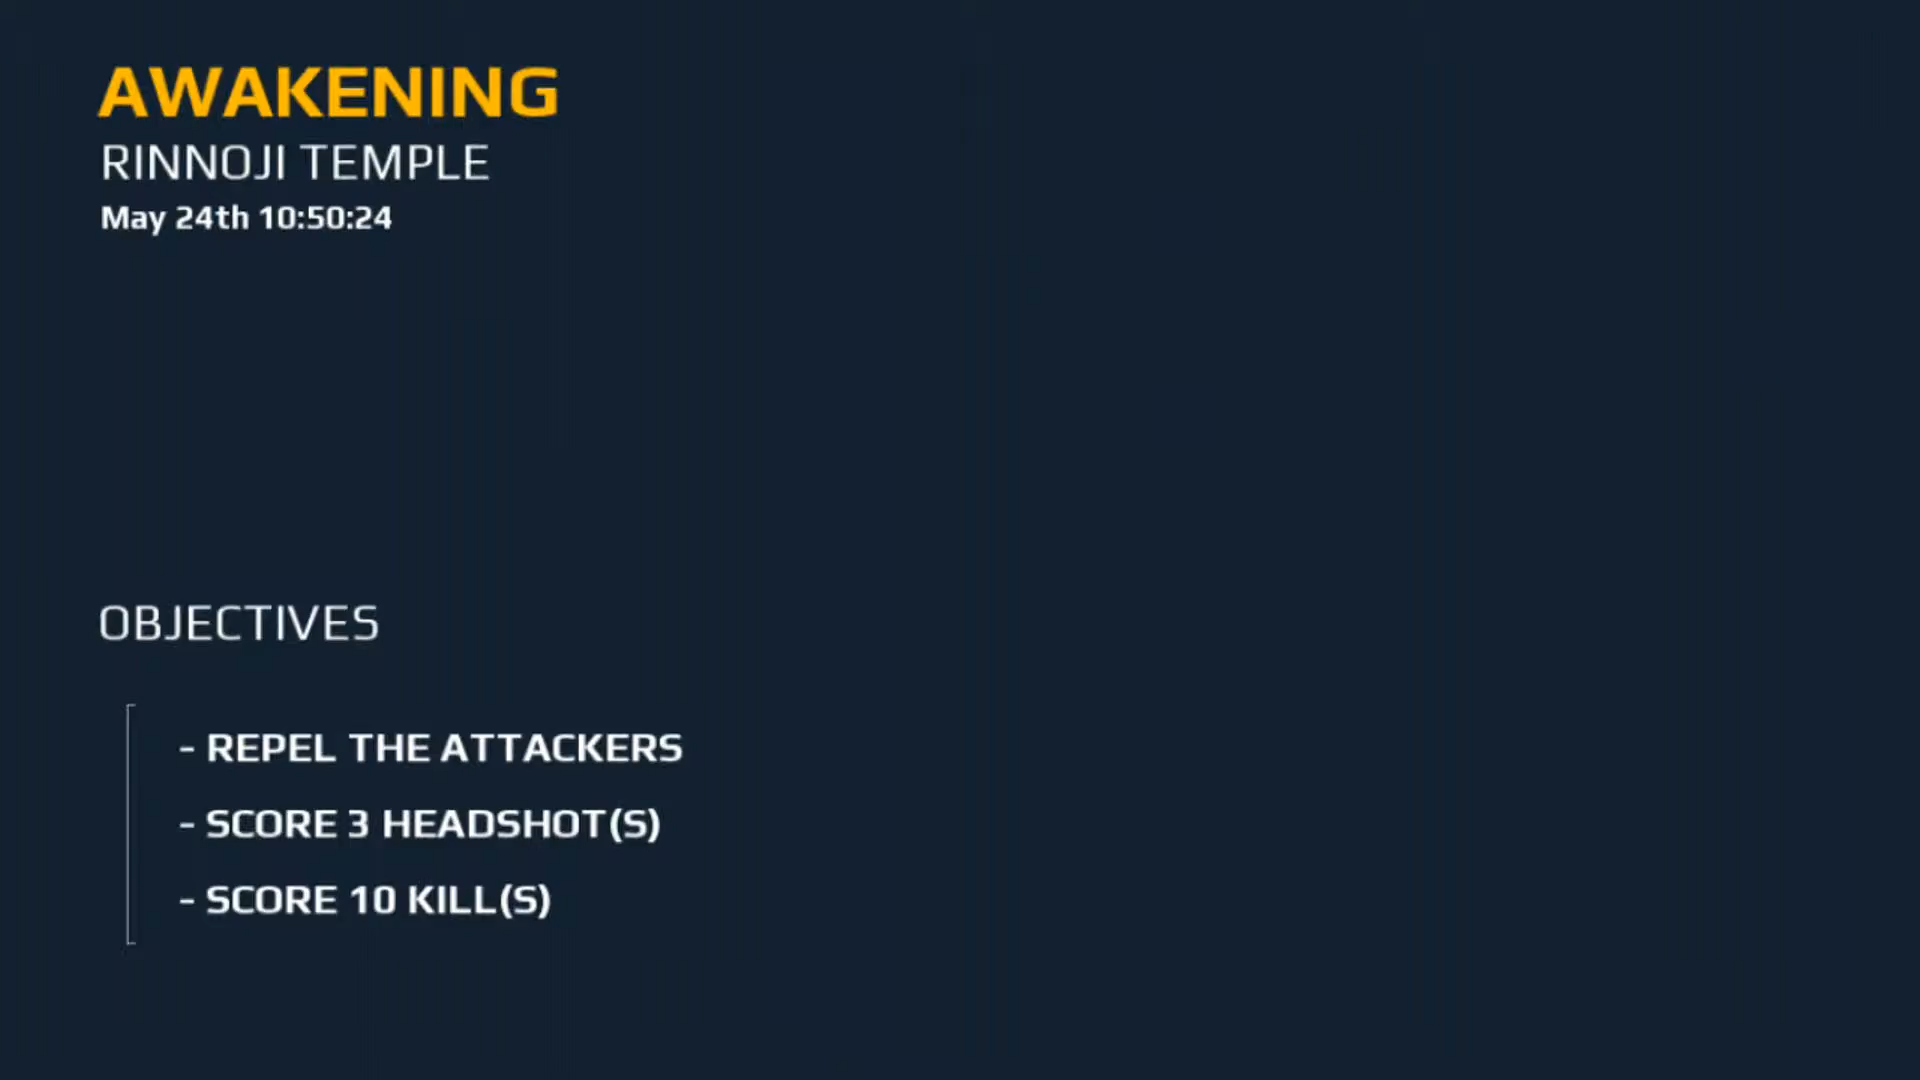 AWAKENING
RINNOJI TEMPLE
May 24th 10:50:24
OBJECTIVES
- REPEL THE ATTACKERS
- SCORE 3 HEADSHOT(S)
- SCORE 10 KILL(S)